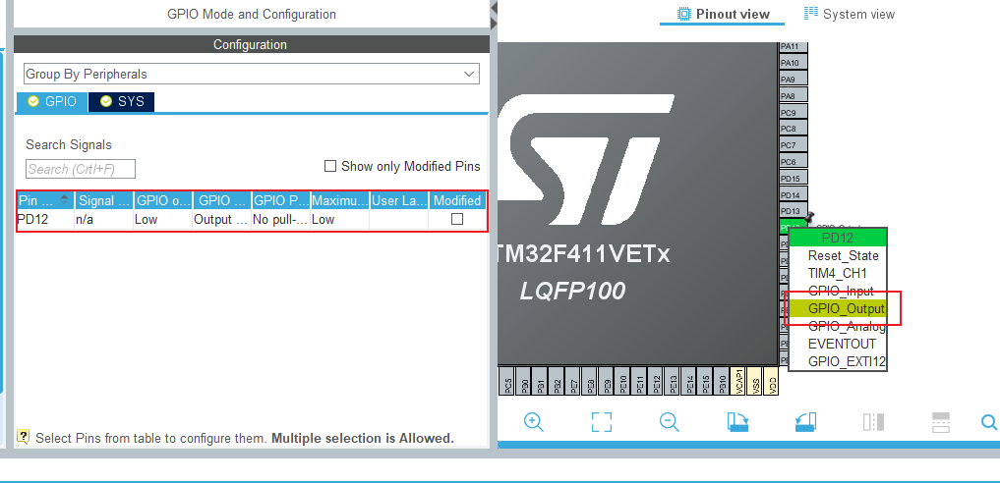 GPIO Mode and Configuration
Configuration
Group By Peripherals
GPIO
SYS
Search Signals
Search (Crtl+F)
Show only Modified Pins
Pin ...
Signal ...
GPIO o...
GPIO ...
GPIO P...
Maximu...
User La...
Modified
PD12
n/a
Low
Output ...
No pull-...
Low
Select Pins from table to configure them. Multiple selection is Allowed.
Pinout view
System view
PA11
PA10
PA9
PA8
PC9
PC8
PC7
PC6
PD15
PD14
PD13
PD12
Reset_State
TIM4_CH1
GPIO_Input
GPIO_Output
GPIO_Analog
EVENTOUT
GPIO_EXTI12
TM32F411VETx
LQFP100
PC5
PB0
PB1
PB2
PE7
PE8
PE9
PE10
PE11
PE12
PE13
PE14
PE15
PB10
VCAP1
VSS
VDD